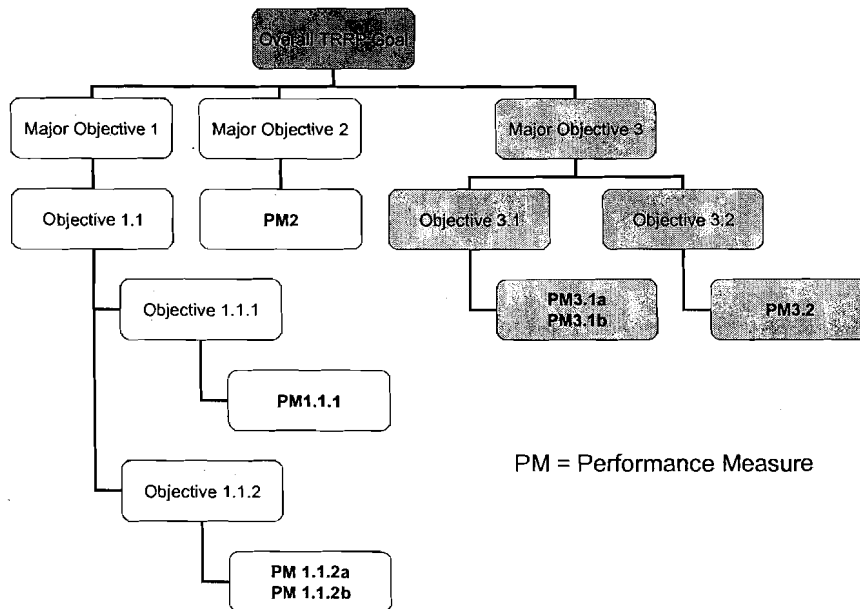 Overall TRRP Goal
Major Objective 1
Major Objective 2
Major Objective 3
Objective 1.1
PM2
Objective 3.1
Objective 3.2
Objective 1.1.1
PM3.1a
PM3.1b
PM3.2
PM1.1.1
PM = Performance Measure
Objective 1.1.2
PM 1.1.2a
PM 1.1.2b